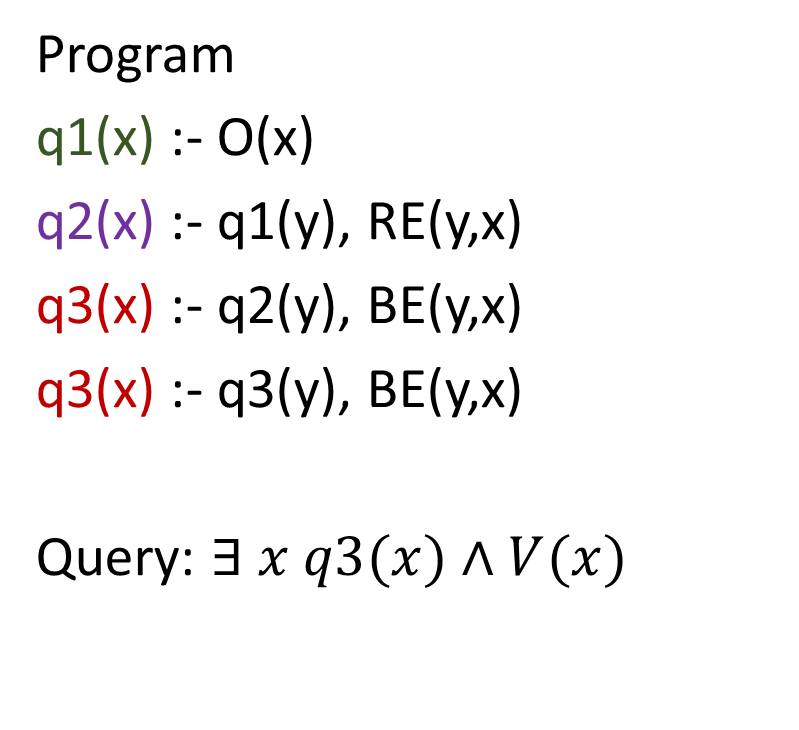 Program
q1(x) :- O(x)
q2(x) :- q1(y), RE(y,x)
q3(x) :- q2(y), BE(y,x)
q3(x) :- q3(y), BE(y,x)
Query: ∃ x q3(x) ∧ V(x)